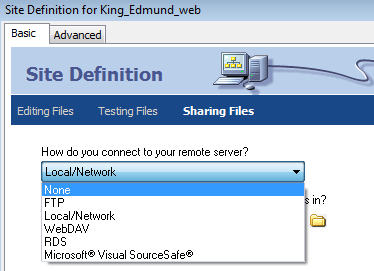 Site Definition for King_Edmund_web
Basic Advanced
Site Definition
Editing Files Testing Files Sharing Files
How do you connect to your remote server?
Local/Network
None
FTP
Local/Network
WebDAV
RDS
Microsoft® Visual SourceSafe®
in?